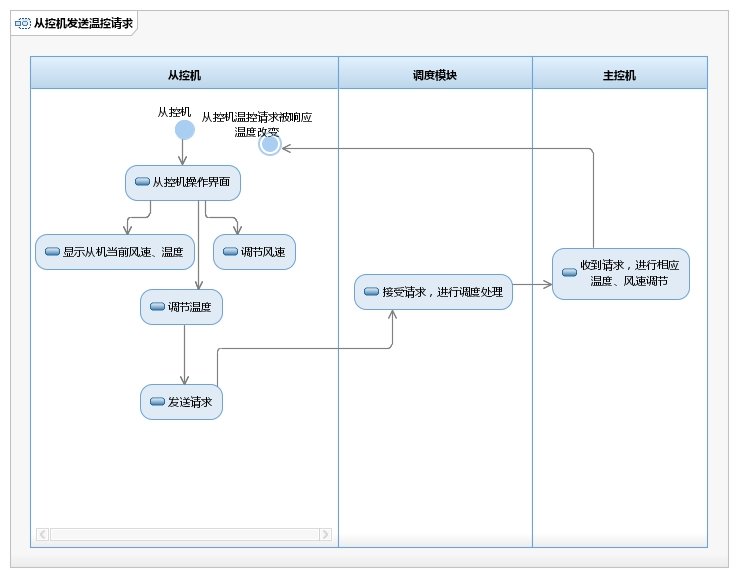 从控机发送温控请求
从控机
调度模块
主控机
从控机
从控机温控请求被响应
温度改变
从控机操作界面
显示从机当前风速、温度
调节风速
调节温度
接受请求，进行调度处理
收到请求，进行相应
温度、风速调节
发送请求